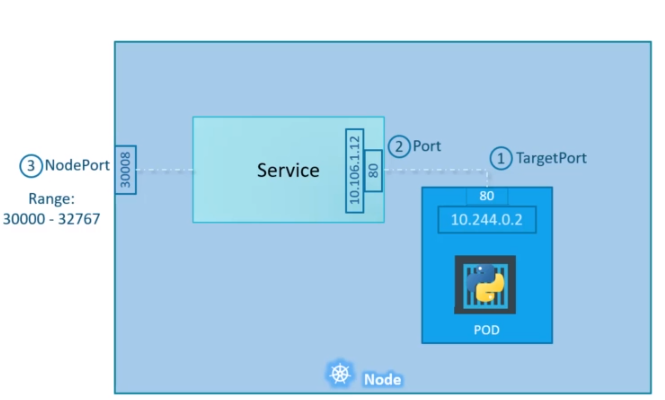 3 NodePort
Range:
30000 - 32767
30008
Service
10.106.1.12
80
2 Port
1 TargetPort
80
10.244.0.2
POD
Node